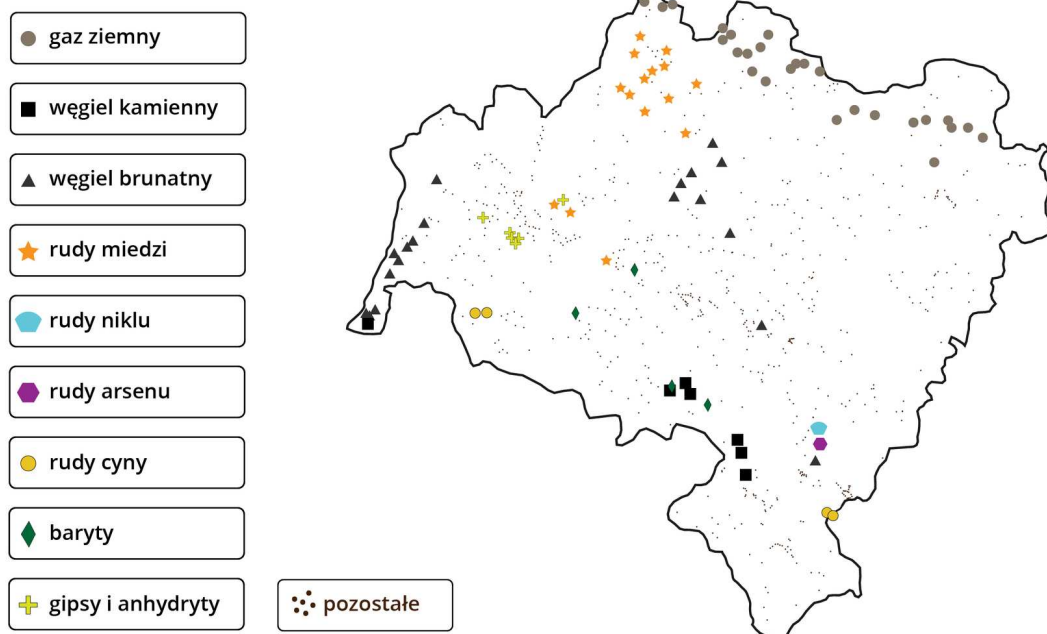 gaz ziemny
węgiel kamienny
węgiel brunatny
rudy miedzi
rudy niklu
rudy arsenu
rudy cyny
baryty
gipsy i anhydryty
pozostałe